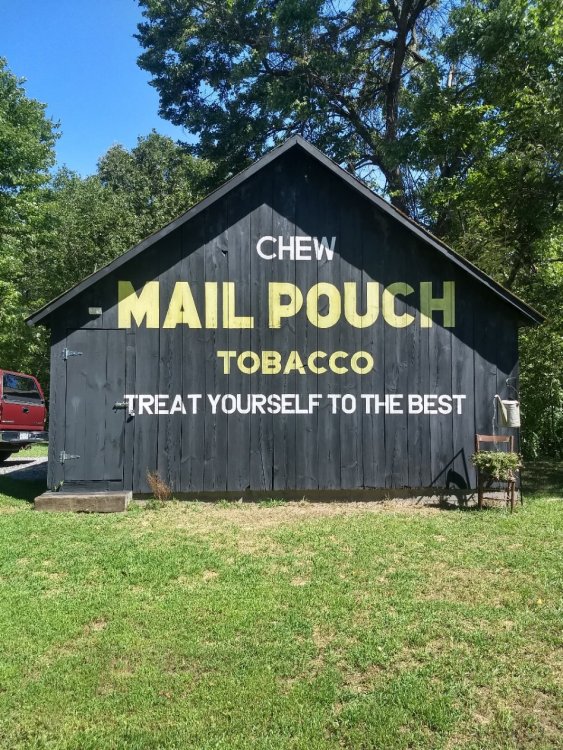 CHEW
MAIL POUCH
TOBACCO
TREAT YOURSELF TO THE BEST